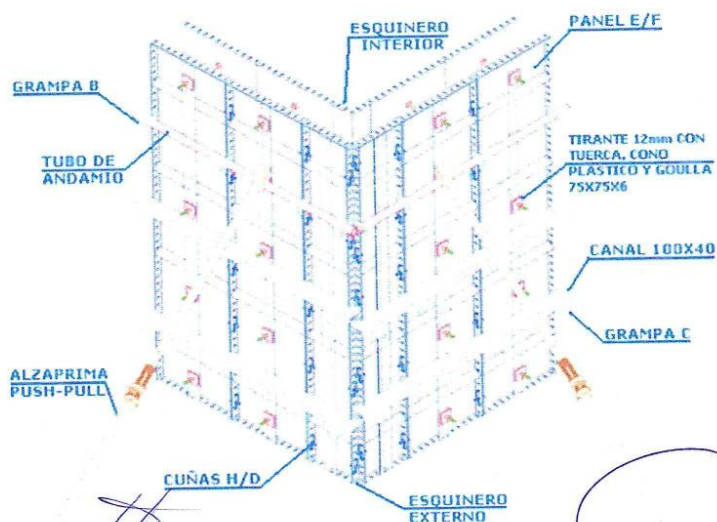 ESQUINERO
INTERIOR
PANEL E/F
GRAMPA B
TUBO DE
ANDAMIO
TIRANTE 12mm CON
TUERCA, CONO
PLASTICO Y GOULLA
75X75X6
CANAL 100X40
GRAMPA C
ALZAPRIMA
PUSH-PULL
CUÑAS H/D
ESQUINERO
EXTERNO